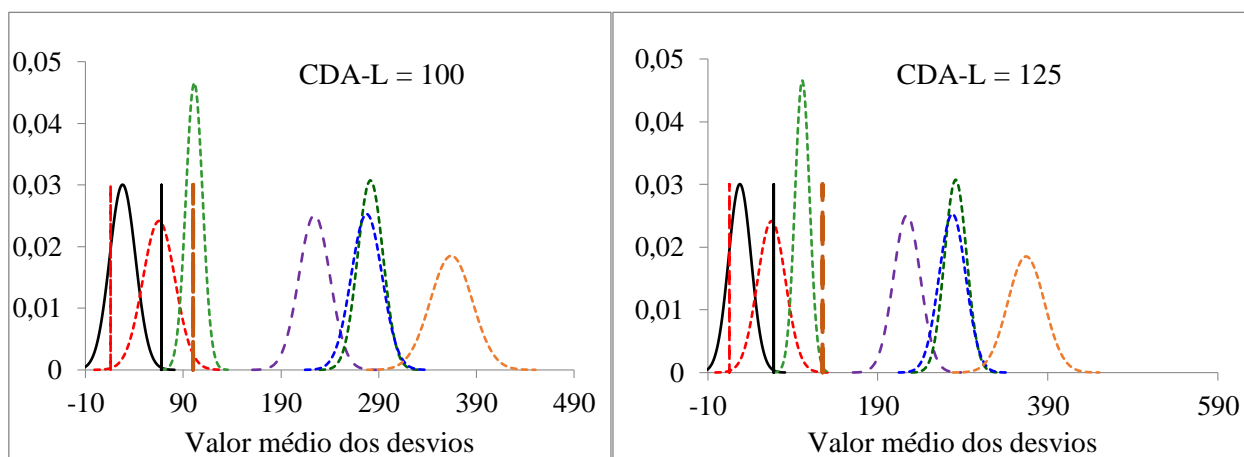 CDA-L = 100
0,05
0,04
0,03
0,02
0,01
0
-10 90 190 290 390 490
Valor médio dos desvios
CDA-L = 125
0,05
0,04
0,03
0,02
0,01
0
-10 190 390 590
Valor médio dos desvios